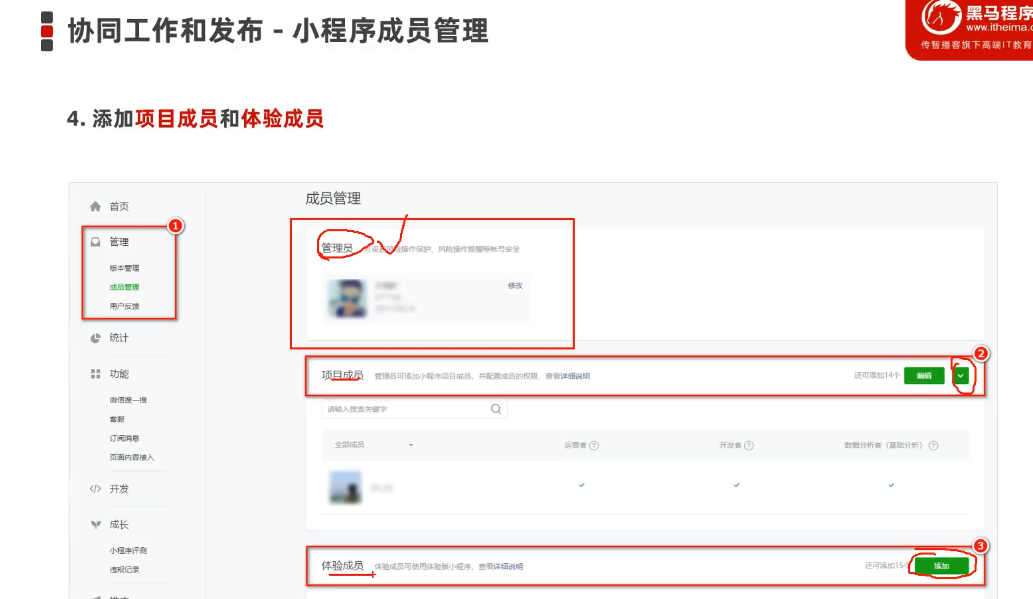 协同工作和发布 - 小程序成员管理
黑马程序
www.itheima.c
传智播客旗下高端IT教育
4. 添加项目成员和体验成员
首页
1
管理
版本管理
成员管理
用户反馈
统计
功能
微信搜一搜
客服
订阅消息
页面内容接入
开发
成长
小程序评测
违规记录
成员管理
管理员 可设置风险操作保护、风险操作提醒等帐号安全
修改
2
项目成员 管理员可添加小程序项目成员，并配置成员的权限，查看详细说明 还可添加14个 编辑
请输入搜索关键字
全部成员 运营者 ? 开发者 ? 数据分析者（基础分析） ?
3
体验成员 体验成员可使用体验版小程序，查看详细说明 还可添加15个 添加